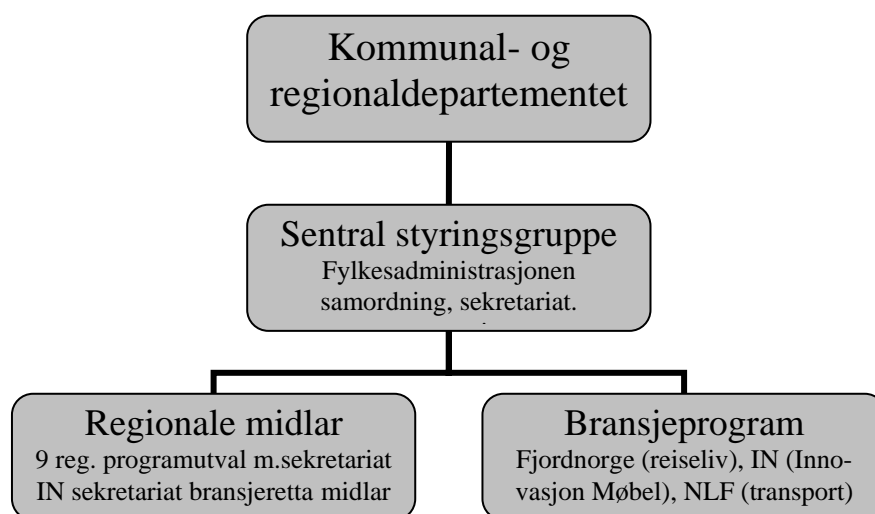 Kommunal- og
regionaldepartementet
Sentral styringsgruppe
Fylkesadministrasjonen
samordning, sekretariat.
Regionale midlar
9 reg. programutval m.sekretariat
IN sekretariat bransjeretta midlar
Bransjeprogram
Fjordnorge (reiseliv), IN (Inno-
vasjon Møbel), NLF (transport)